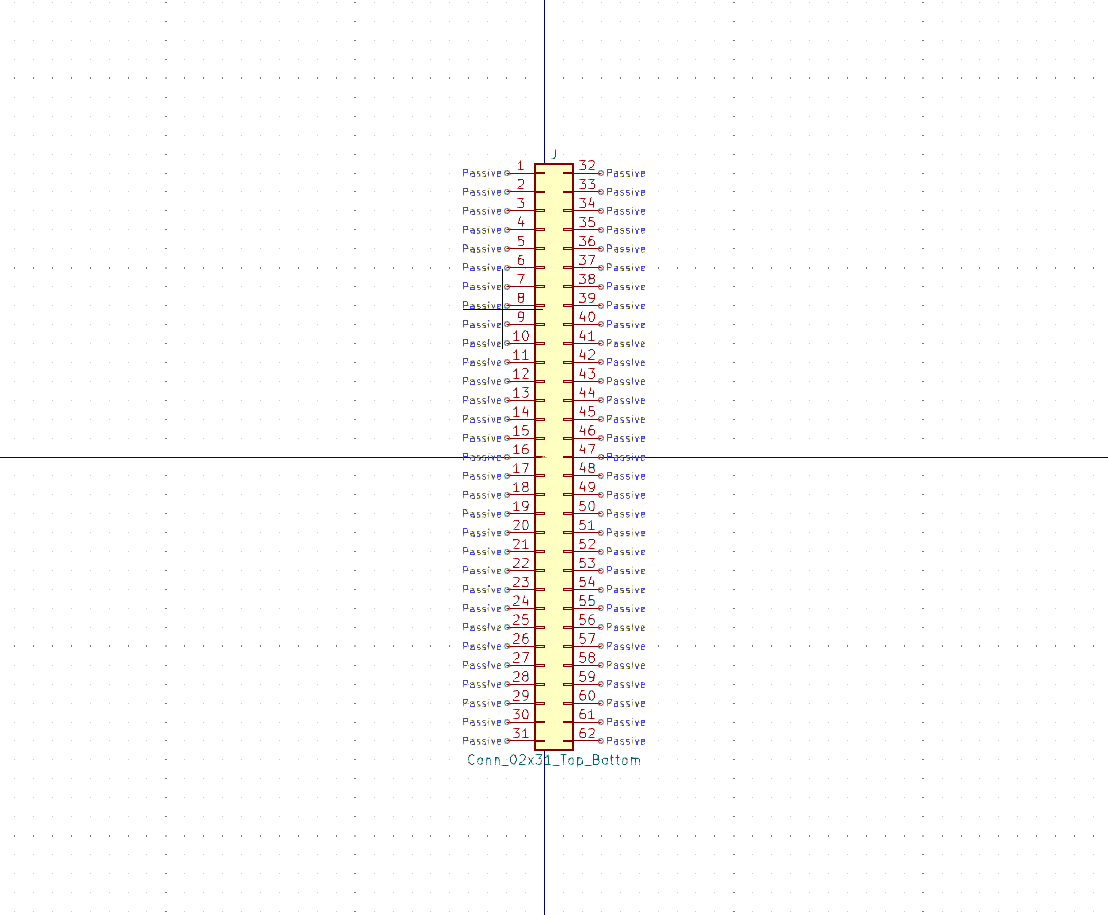 J
Passive 1 32 Passive
Passive 2 33 Passive
Passive 3 34 Passive
Passive 4 35 Passive
Passive 5 36 Passive
Passive 6 37 Passive
Passive 7 38 Passive
Passive 8 39 Passive
Passive 9 40 Passive
Passive 10 41 Passive
Passive 11 42 Passive
Passive 12 43 Passive
Passive 13 44 Passive
Passive 14 45 Passive
Passive 15 46 Passive
Passive 16 47 Passive
Passive 17 48 Passive
Passive 18 49 Passive
Passive 19 50 Passive
Passive 20 51 Passive
Passive 21 52 Passive
Passive 22 53 Passive
Passive 23 54 Passive
Passive 24 55 Passive
Passive 25 56 Passive
Passive 26 57 Passive
Passive 27 58 Passive
Passive 28 59 Passive
Passive 29 60 Passive
Passive 30 61 Passive
Passive 31 62 Passive
Conn_02x31_Top_Bottom